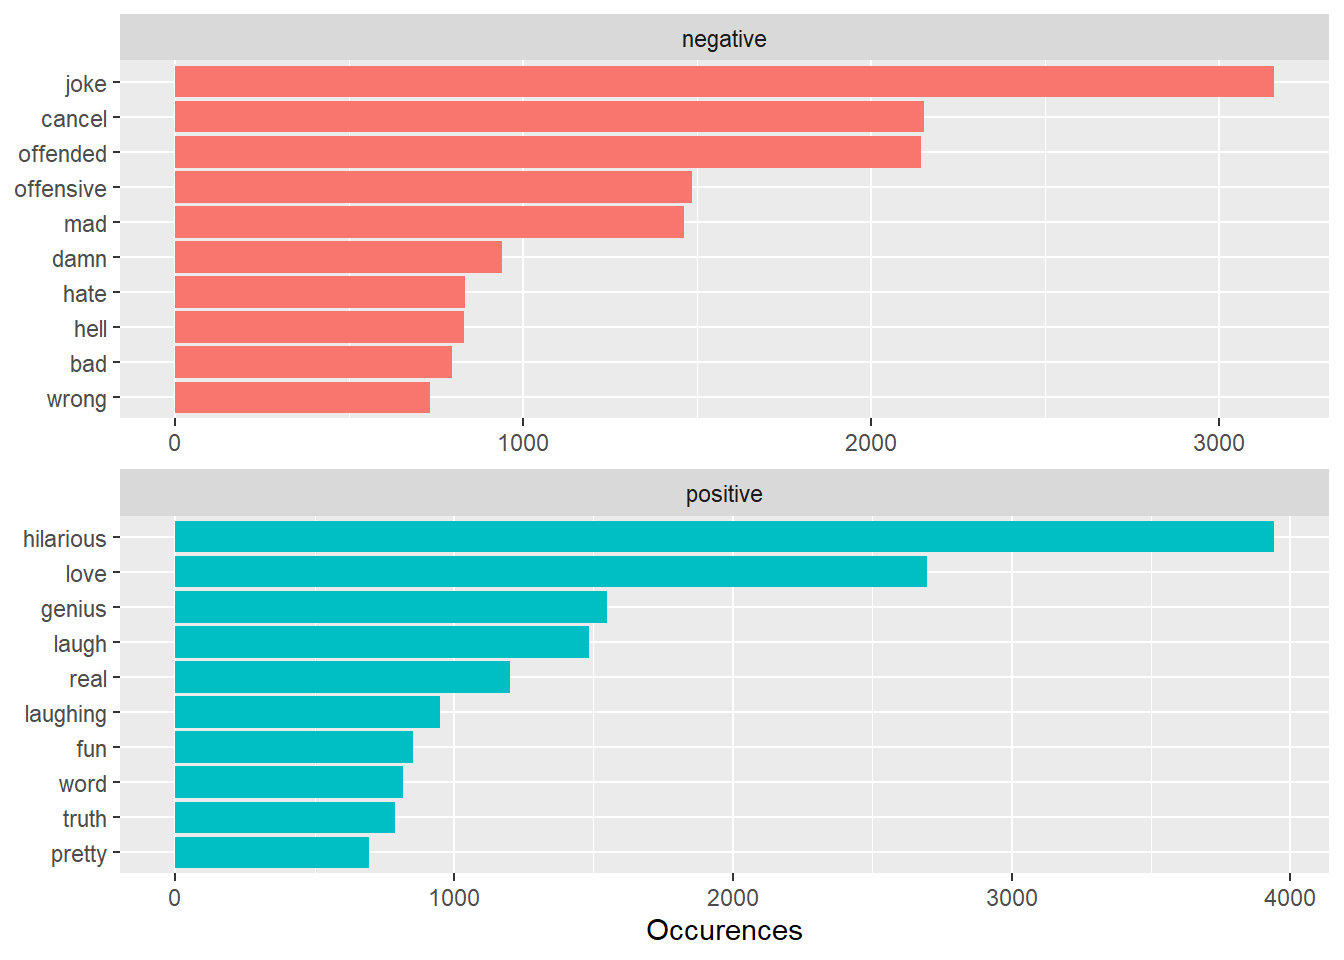 negative
joke
cancel
offended
offensive
mad
damn
hate
hell
bad
wrong
0 1000 2000 3000
positive
hilarious
love
genius
laugh
real
laughing
fun
word
truth
pretty
0 1000 2000 3000 4000
Occurences